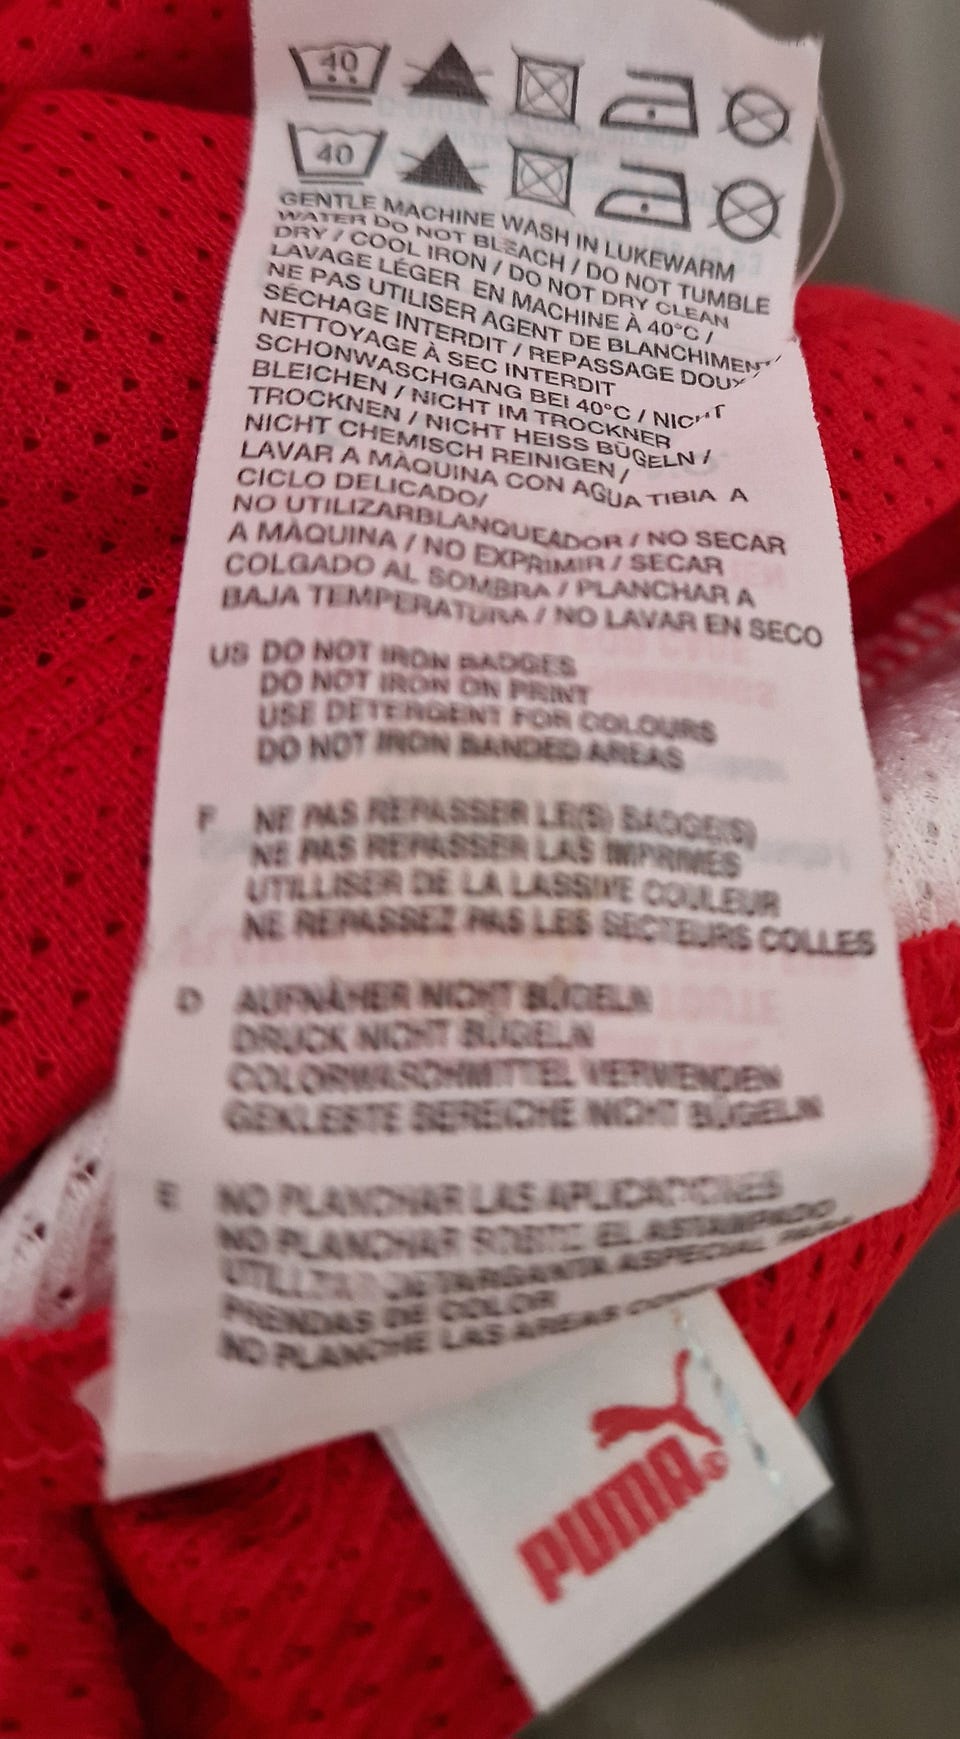 40
40
GENTLE MACHINE WASH IN LUKEWARM
WATER DO NOT BLEACH / DO NOT TUMBLE
DRY / COOL IRON / DO NOT DRY CLEAN
LAVAGE LÉGER EN MACHINE À 40°C /
NE PAS UTILISER AGENT DE BLANCHIMENT/
SÉCHAGE INTERDIT / REPASSAGE DOUX/
NETTOYAGE À SEC INTERDIT
SCHONWASCHGANG BEI 40°C / NICHT
BLEICHEN / NICHT IM TROCKNER
TROCKNEN / NICHT HEISS BÜGELN /
NICHT CHEMISCH REINIGEN /
LAVAR A MÀQUINA CON AGUA TIBIA A
CICLO DELICADO/
NO UTILIZARBLANQUEADOR / NO SECAR
A MÀQUINA / NO EXPRIMIR / SECAR
COLGADO AL SOMBRA / PLANCHAR A
BAJA TEMPERATURA / NO LAVAR EN SECO
US DO NOT IRON BADGES
DO NOT IRON ON PRINT
USE DETERGENT FOR COLOURS
DO NOT IRON BANDED AREAS
F NE PAS REPASSER LE(S) BADGE(S)
NE PAS REPASSER LAS IMPRIMES
UTILLISER DE LA LASSIVE COULEUR
NE REPASSEZ PAS LES SECTEURS COLLES
D AUFNÄHER NICHT BÜGELN
DRUCK NICHT BÜGELN
COLORWASCHMITTEL VERWENDEN
GEKLEBTE BEREICHE NICHT BÜGELN
E NO PLANCHAR LAS APLICACIONES
NO PLANCHAR SOBRE EL ASTAMPADO
DETARGANTA ASPECIAL PARA
PRENDAS DE COLOR
NO PLANCHE LAS AREAS
PUMA